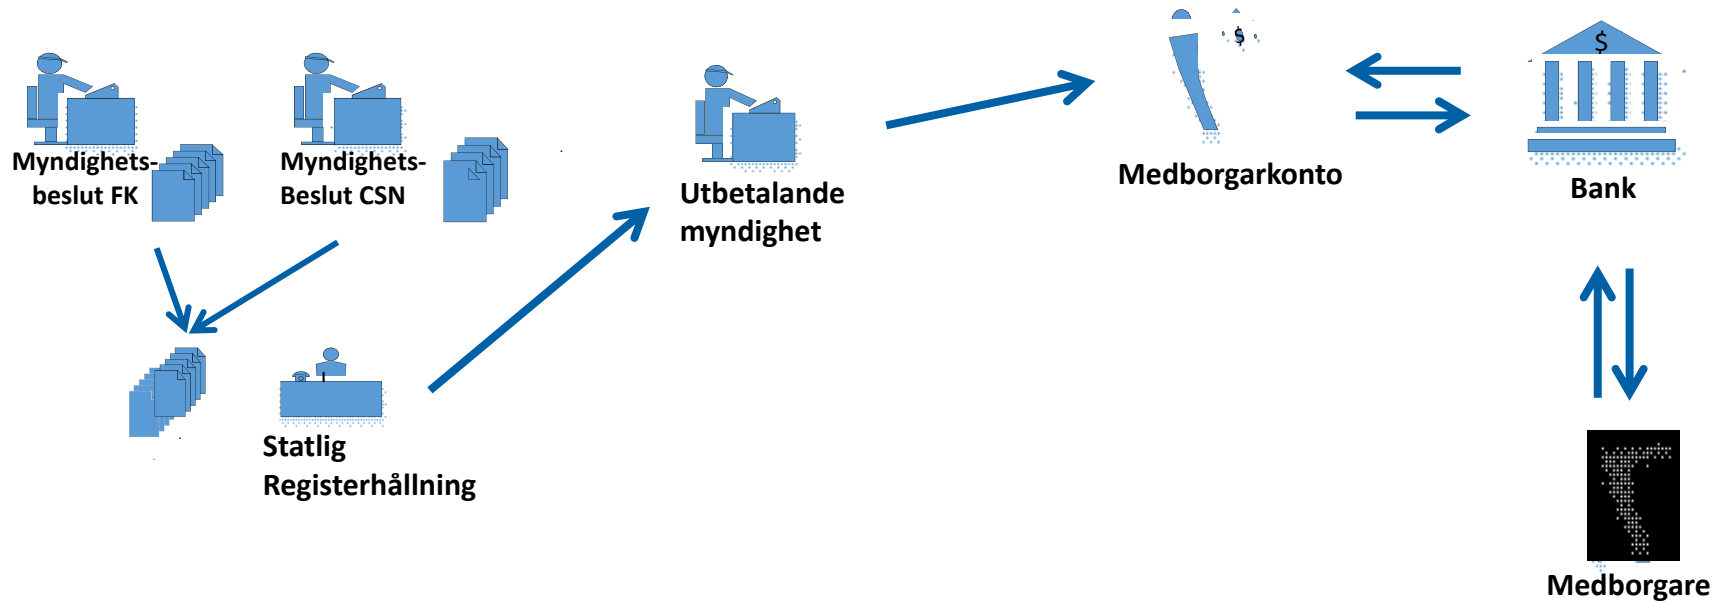 Myndighets-
beslut FK
Myndighets-
Beslut CSN
Utbetalande
myndighet
$
Medborgarkonto
$
Bank
Statlig
Registerhållning
Medborgare